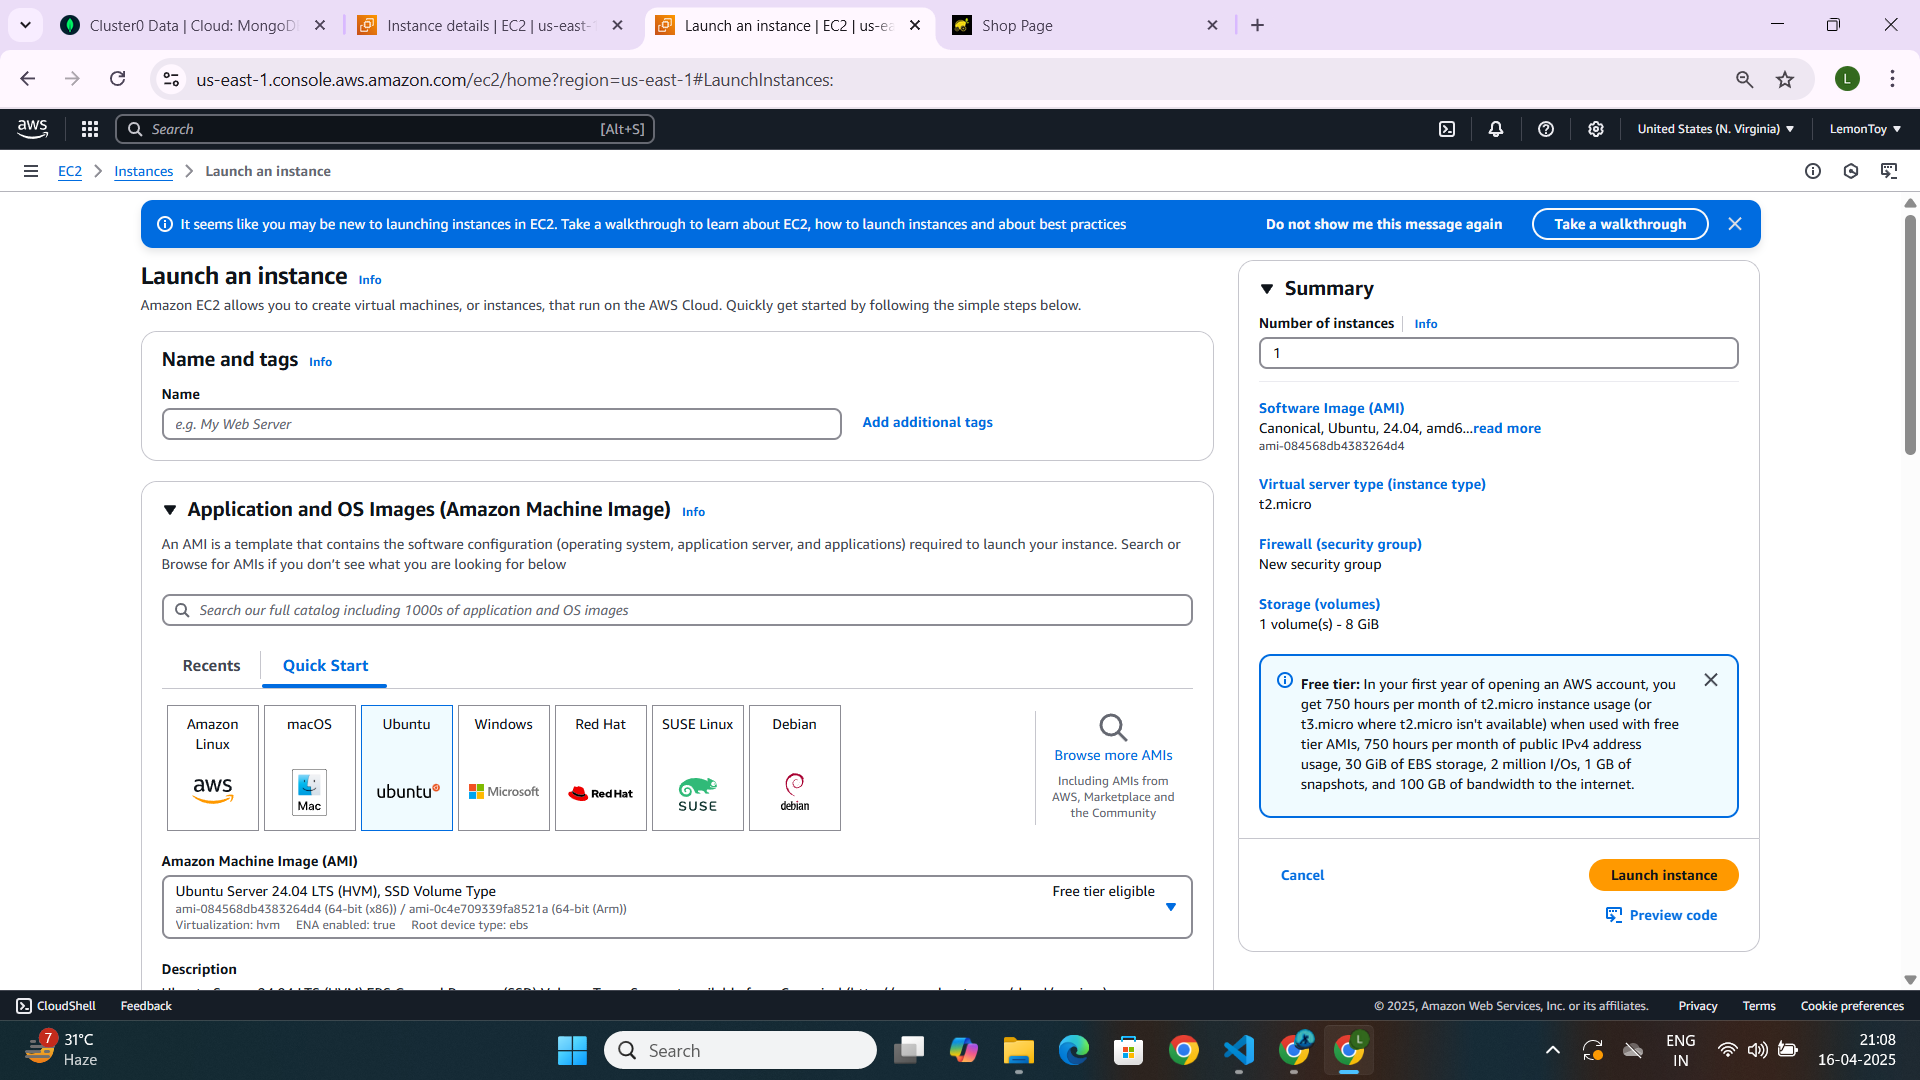 Cluster0 Data | Cloud: MongoD
Instance details | EC2 | us-east-1
Launch an instance | EC2 | us-ea
Shop Page
us-east-1.console.aws.amazon.com/ec2/home?region=us-east-1#LaunchInstances:
L
aws
Search
[Alt+S]
United States (N. Virginia)
LemonToy
EC2
Instances
Launch an instance
It seems like you may be new to launching instances in EC2. Take a walkthrough to learn about EC2, how to launch instances and about best practices
Do not show me this message again
Take a walkthrough
Launch an instance Info
Amazon EC2 allows you to create virtual machines, or instances, that run on the AWS Cloud. Quickly get started by following the simple steps below.
Name and tags Info
Name
e.g. My Web Server
Add additional tags
Application and OS Images (Amazon Machine Image) Info
An AMI is a template that contains the software configuration (operating system, application server, and applications) required to launch your instance. Search or
Browse for AMIs if you don't see what you are looking for below
Search our full catalog including 1000s of application and OS images
Recents
Quick Start
Amazon
Linux
aws
macOS
Mac
Ubuntu
ubuntu
Windows
Microsoft
Red Hat
Red Hat
SUSE Linux
SUSE
Debian
debian
Browse more AMIs
Including AMIs from
AWS, Marketplace and
the Community
Amazon Machine Image (AMI)
Ubuntu Server 24.04 LTS (HVM), SSD Volume Type
Free tier eligible
ami-084568db4383264d4 (64-bit (x86)) / ami-0c4e709339fa8521a (64-bit (Arm))
Virtualization: hvm ENA enabled: true Root device type: ebs
Description
Summary
Number of instances Info
1
Software Image (AMI)
Canonical, Ubuntu, 24.04, amd6...read more
ami-084568db4383264d4
Virtual server type (instance type)
t2.micro
Firewall (security group)
New security group
Storage (volumes)
1 volume(s) - 8 GiB
Free tier: In your first year of opening an AWS account, you
get 750 hours per month of t2.micro instance usage (or
t3.micro where t2.micro isn't available) when used with free
tier AMIs, 750 hours per month of public IPv4 address
usage, 30 GiB of EBS storage, 2 million I/Os, 1 GB of
snapshots, and 100 GB of bandwidth to the internet.
Cancel
Launch instance
Preview code
CloudShell
Feedback
© 2025, Amazon Web Services, Inc. or its affiliates.
Privacy
Terms
Cookie preferences
7
31°C
Haze
Search
L
ENG
IN
21:08
16-04-2025